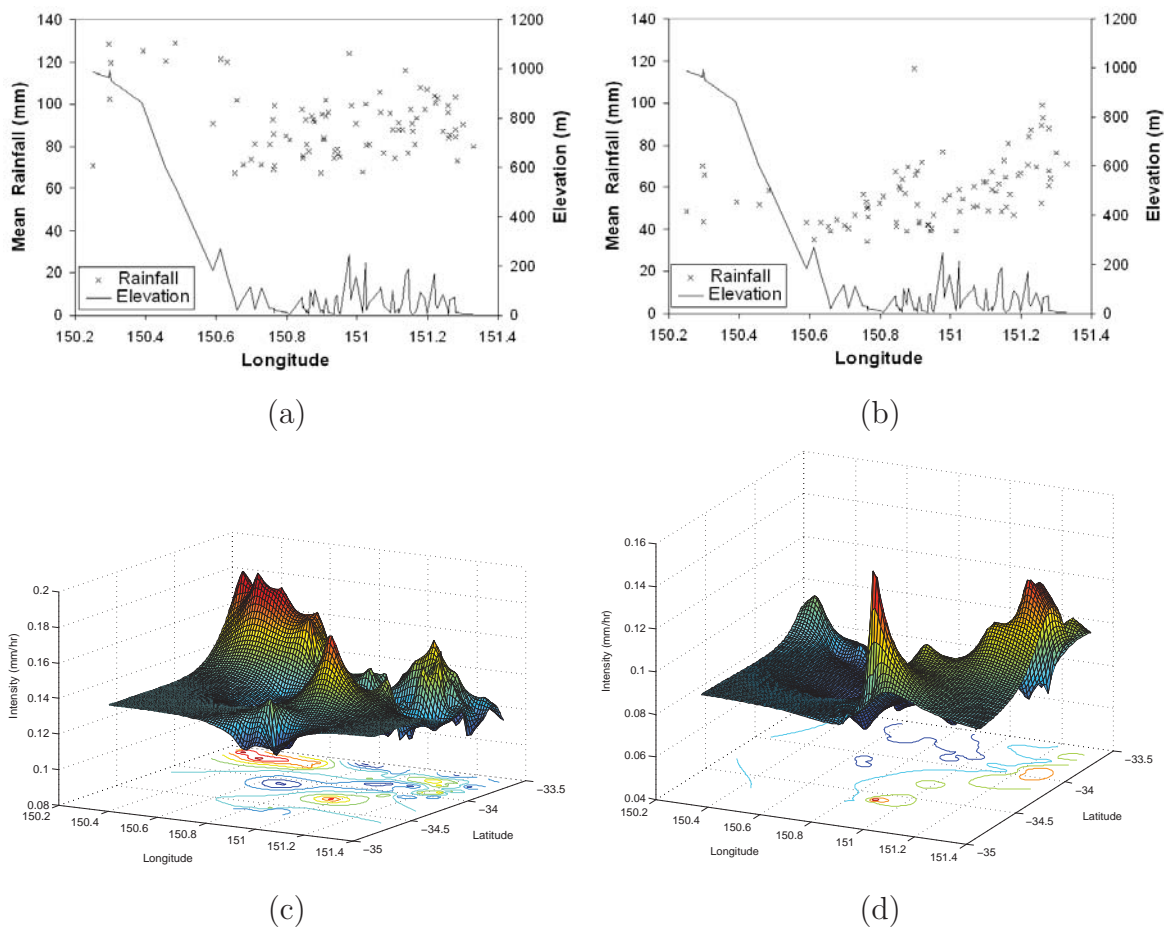 140
120
100
80
60
40
20
0
Mean Rainfall (mm)
1200
1000
800
600
400
200
0
Elevation (m)
× Rainfall
Elevation
150.2 150.4 150.6 150.8 151 151.2 151.4
Longitude
(a)
140
120
100
80
60
40
20
0
Mean Rainfall (mm)
1200
1000
800
600
400
200
0
Elevation (m)
× Rainfall
Elevation
150.2 150.4 150.6 150.8 151 151.2 151.4
Longitude
(b)
0.2
0.18
0.16
0.14
0.12
0.1
0.08
Intensity (mm/hr)
150.2 150.4 150.6 150.8 151 151.2 151.4
Longitude
−35 −34.5 −34 −33.5
Latitude
(c)
0.16
0.14
0.12
0.1
0.08
0.06
0.04
Intensity (mm/hr)
150.2 150.4 150.6 150.8 151 151.2 151.4
Longitude
−35 −34.5 −34 −33.5
Latitude
(d)